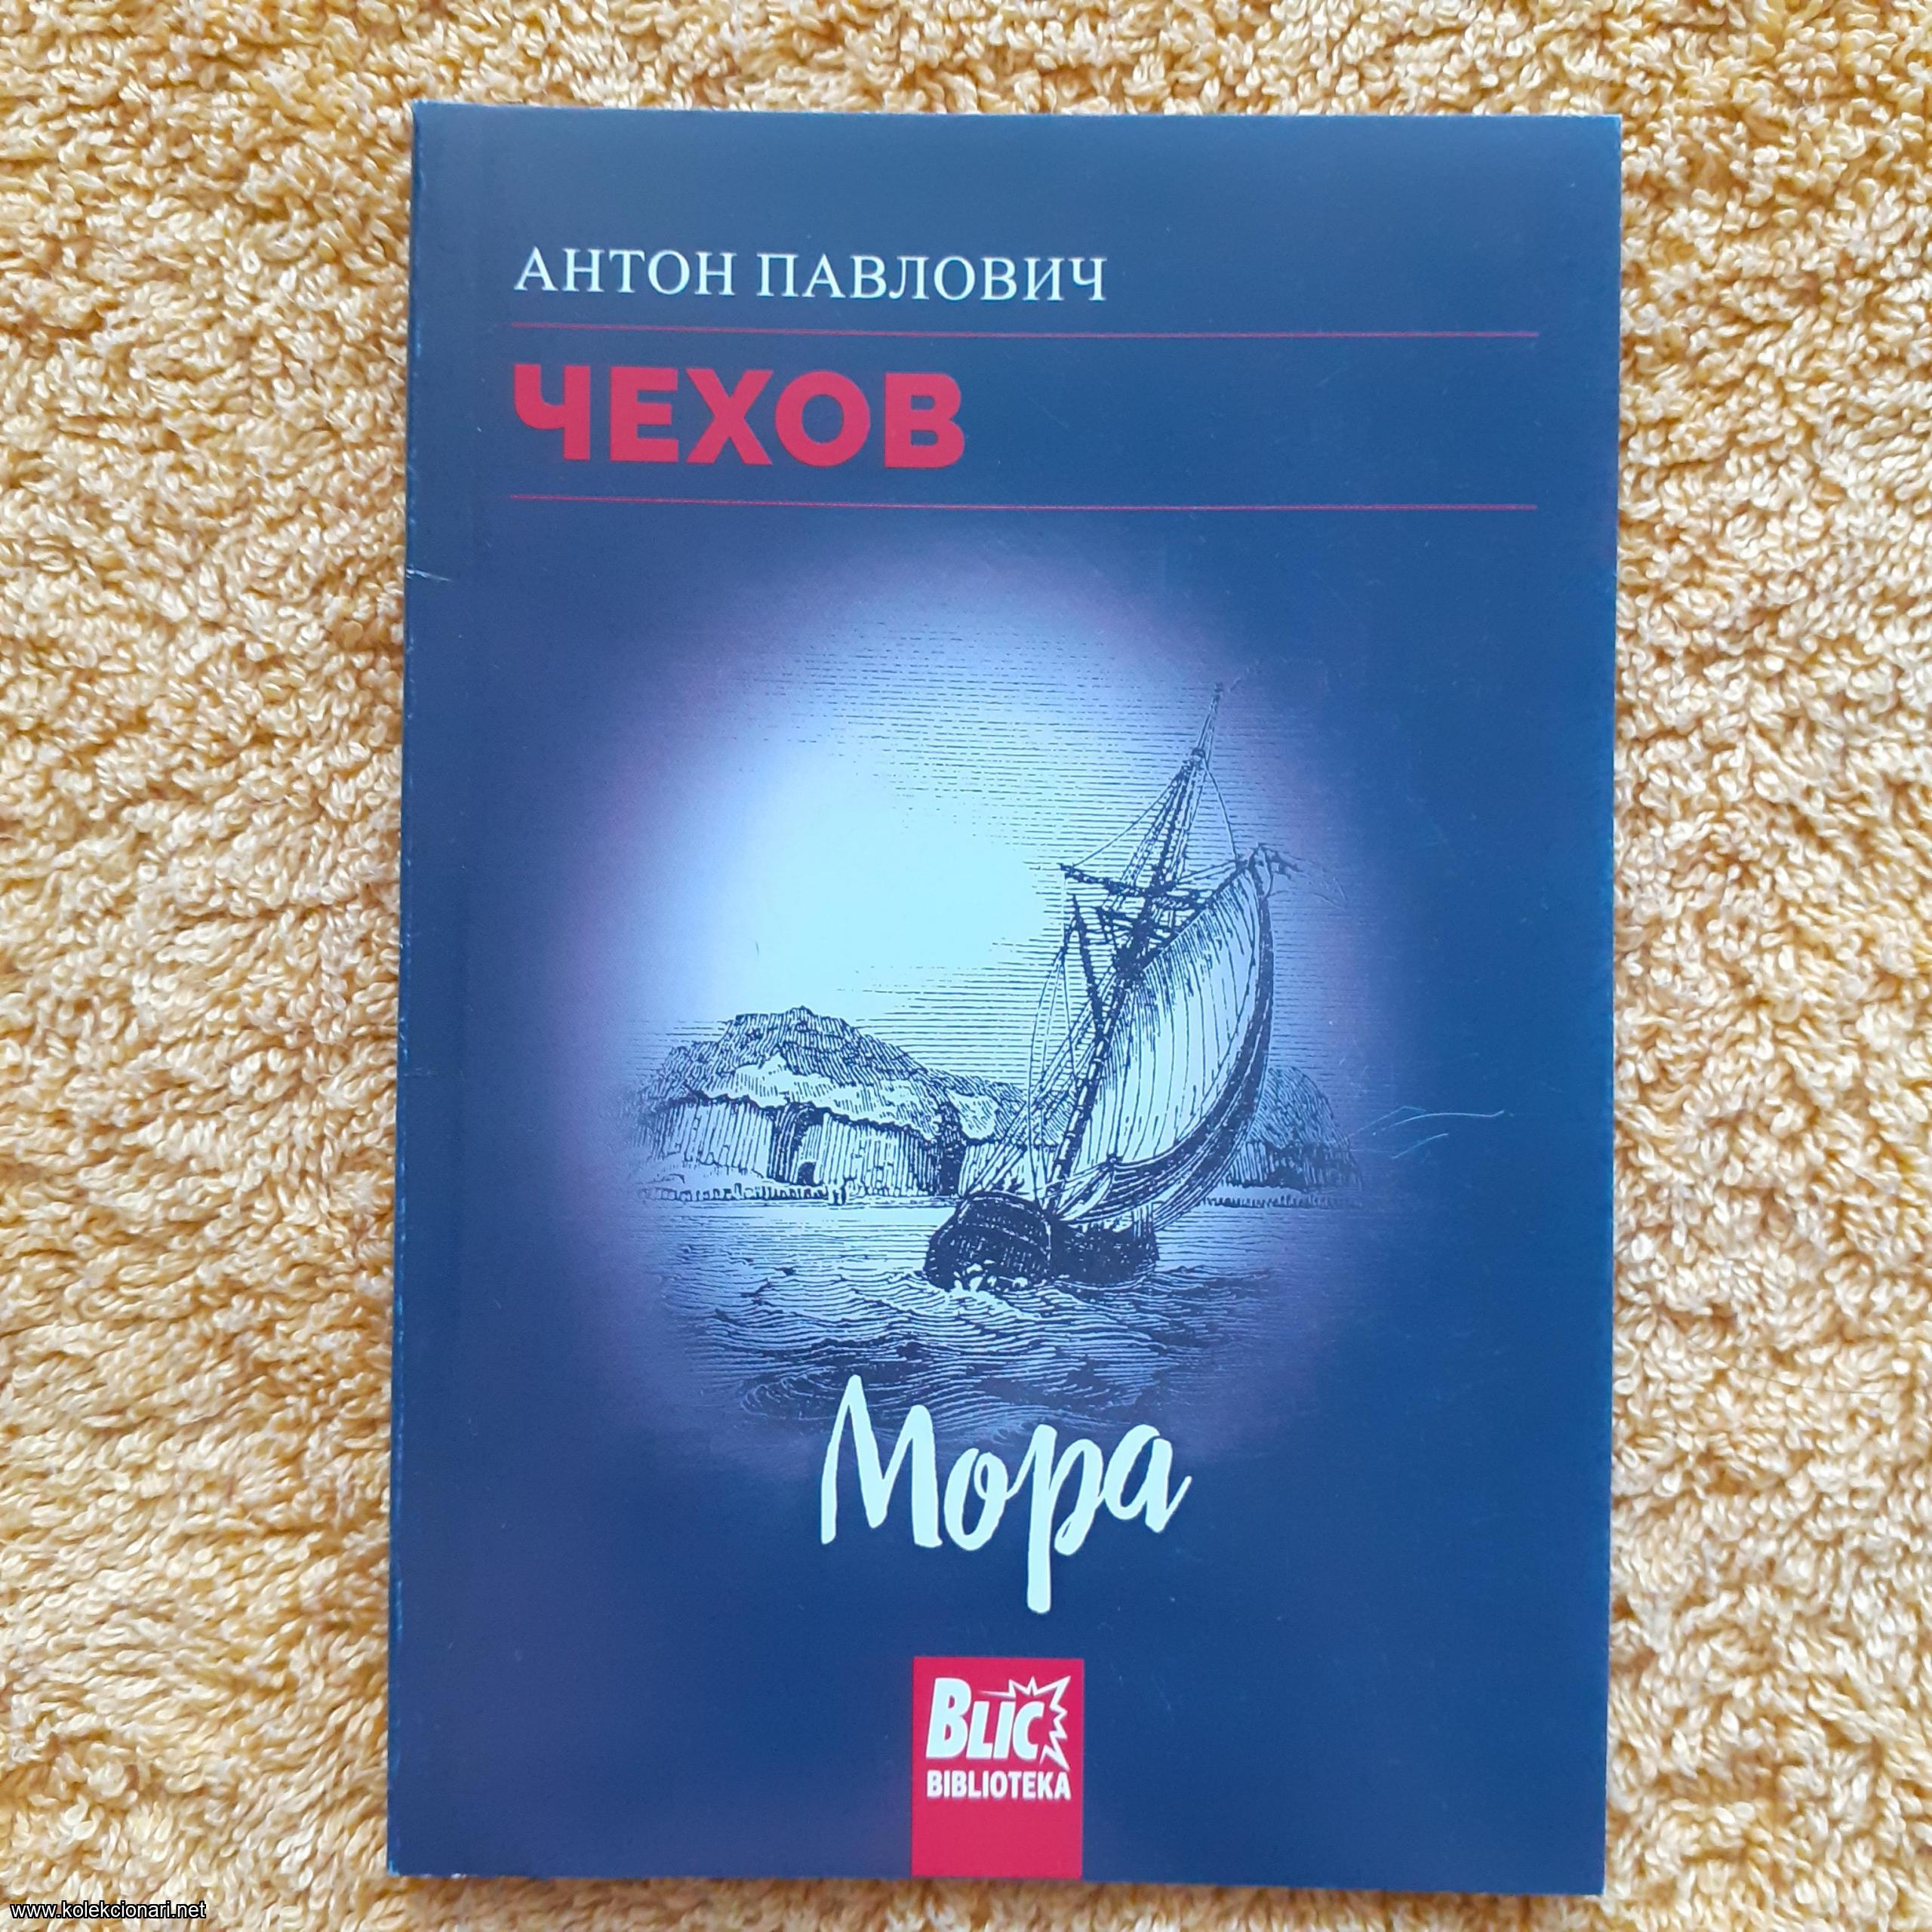 АНТОН ПАВЛОВИЧ
ЧЕХОВ
Мора
BLIC
BIBLIOTEKA
www.kolekcionari.net